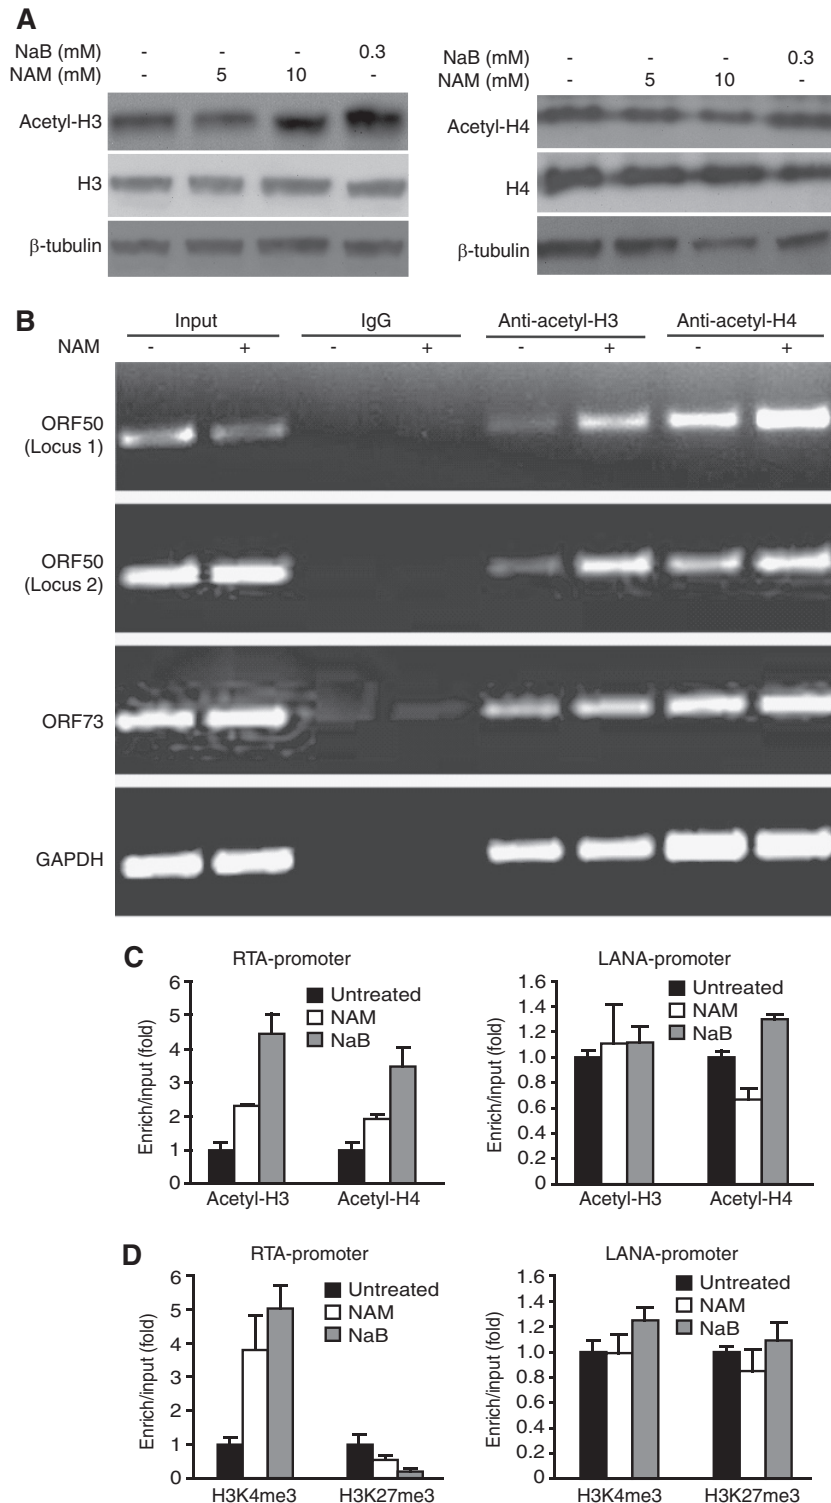 A
NaB (mM) - - - 0.3
NAM (mM) - 5 10 -
Acetyl-H3
H3
β-tubulin
NaB (mM) - - - 0.3
NAM (mM) - 5 10 -
Acetyl-H4
H4
β-tubulin
B
Input IgG Anti-acetyl-H3 Anti-acetyl-H4
NAM - + - + - + - +
ORF50
(Locus 1)
ORF50
(Locus 2)
ORF73
GAPDH
C
RTA-promoter
Enrich/input (fold)
6
5
4
3
2
1
0
Untreated
NAM
NaB
Acetyl-H3 Acetyl-H4
LANA-promoter
Enrich/input (fold)
1.6
1.4
1.2
1.0
0.8
0.6
0.4
0.2
0
Untreated
NAM
NaB
Acetyl-H3 Acetyl-H4
D
RTA-promoter
Enrich/input (fold)
6
5
4
3
2
1
0
Untreated
NAM
NaB
H3K4me3 H3K27me3
LANA-promoter
Enrich/input (fold)
1.6
1.4
1.2
1.0
0.8
0.6
0.4
0.2
0
Untreated
NAM
NaB
H3K4me3 H3K27me3